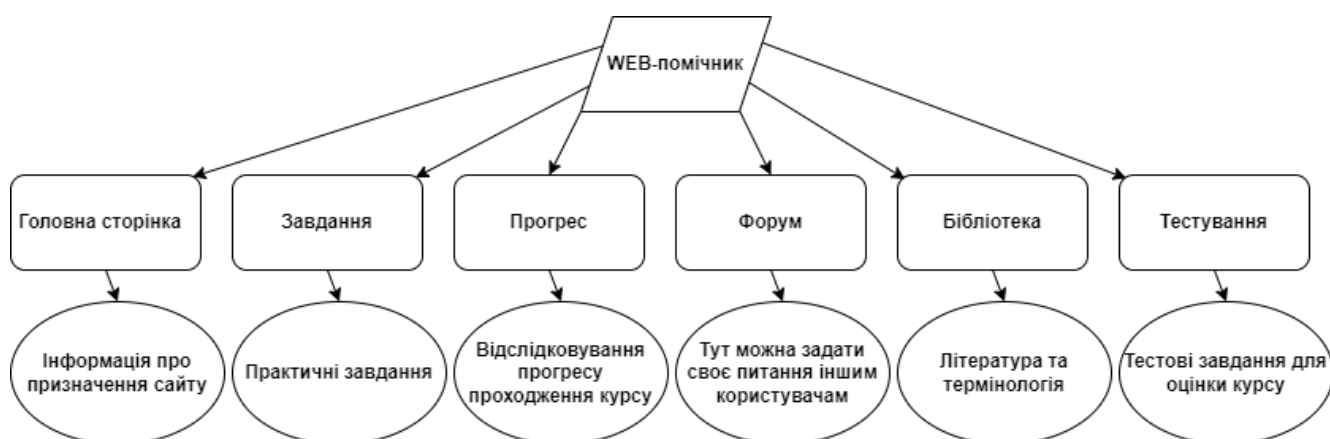 WEB-помічник
Головна сторінка
Завдання
Прогрес
Форум
Бібліотека
Тестування
Інформація про
призначення сайту
Практичні завдання
Відслідковування
прогресу
проходження курсу
Тут можна задати
своє питання іншим
користувачам
Література та
термінологія
Тестові завдання для
оцінки курсу